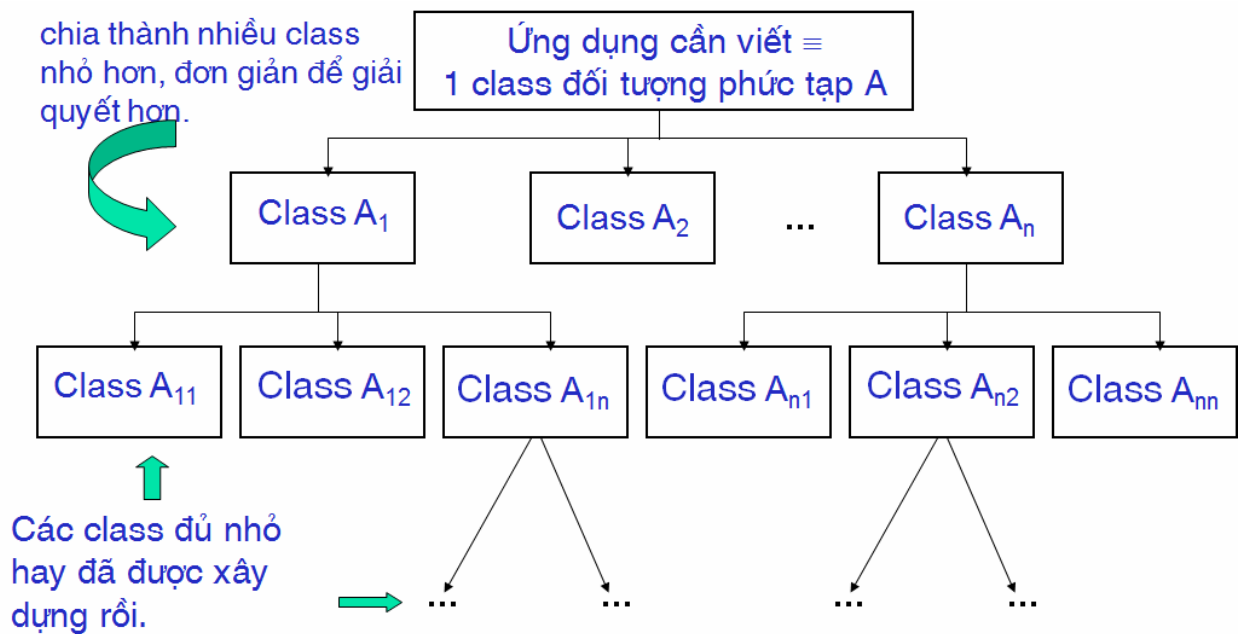 chia thành nhiều class
nhỏ hơn, đơn giản để giải
quyết hơn.
Ứng dụng cần viết ≡
1 class đối tượng phức tạp A
Class A₁
Class A₂
...
Class Aₙ
Class A₁₁
Class A₁₂
Class A₁ₙ
Class Aₙ₁
Class Aₙ₂
Class Aₙₙ
Các class đủ nhỏ
hay đã được xây
dựng rồi.
...
...
...
...